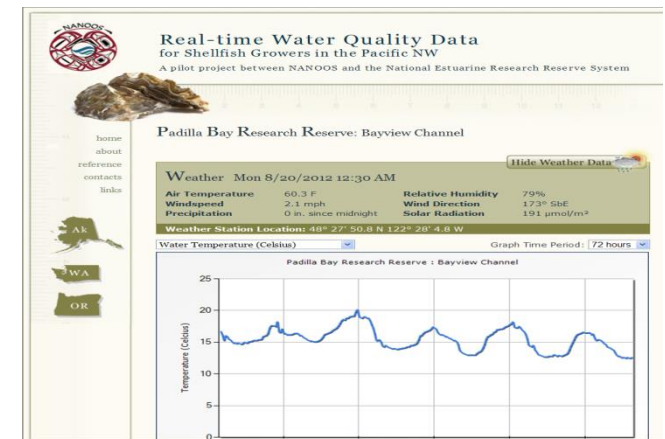 NANOOS
Real-time Water Quality Data
for Shellfish Growers in the Pacific NW
A pilot project between NANOOS and the National Estuarine Research Reserve System
home
about
reference
contacts
links
Ak
WA
OR
Padilla Bay Research Reserve: Bayview Channel
Hide Weather Data
Weather Mon 8/20/2012 12:30 AM
Air Temperature 60.3 F Relative Humidity 79%
Windspeed 2.1 mph Wind Direction 173° SbE
Precipitation 0 in. since midnight Solar Radiation 191 µmol/m²
Weather Station Location: 48° 27' 50.8 N 122° 28' 4.8 W
Water Temperature (Celsius) Graph Time Period: 72 hours
Padilla Bay Research Reserve : Bayview Channel
Temperature (Celcius)
25
20
15
10
5
0